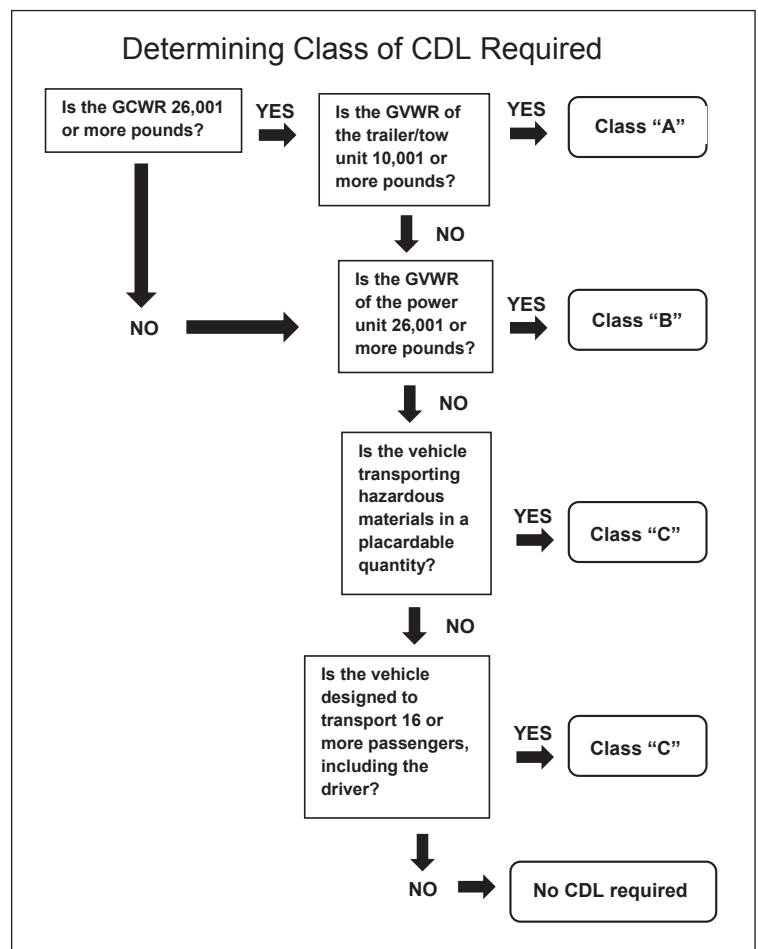 Determining Class of CDL Required
Is the GCWR 26,001
or more pounds?
YES
Is the GVWR of
the trailer/tow
unit 10,001 or
more pounds?
YES
Class “A”
NO
NO
Is the GVWR
of the power
unit 26,001 or
more pounds?
YES
Class “B”
NO
Is the vehicle
transporting
hazardous
materials in a
placardable
quantity?
YES
Class “C”
NO
Is the vehicle
designed to
transport 16 or
more passengers,
including the
driver?
YES
Class “C”
NO
No CDL required